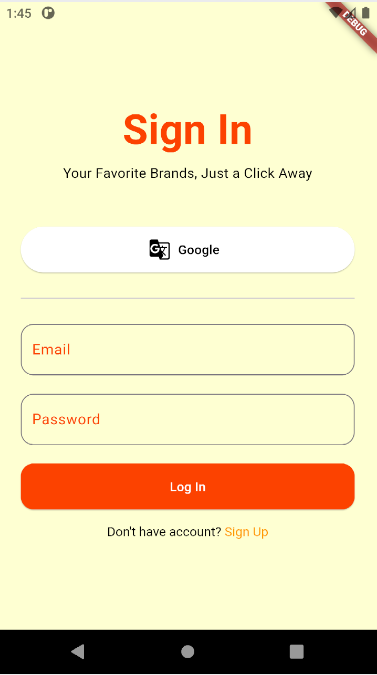 1:45
DEBUG
Sign In
Your Favorite Brands, Just a Click Away
G Google
Email
Password
Log In
Don't have account? Sign Up